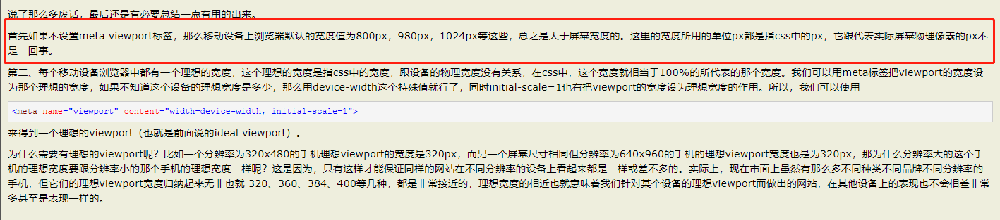 说了那么多废话，最后还是有必要总结一点有用的出来。
首先如果不设置meta viewport标签，那么移动设备上浏览器默认的宽度值为800px，980px，1024px等这些，总之是大于屏幕宽度的。这里的宽度所用的单位px都是指css中的px，它跟代表实际屏幕物理像素的px不
是一回事。
第二、每个移动设备浏览器中都有一个理想的宽度，这个理想的宽度是指css中的宽度，跟设备的物理宽度没有关系，在css中，这个宽度就相当于100%的所代表的那个宽度。我们可以用meta标签把viewport的宽度设
为那个理想的宽度，如果不知道这个设备的理想宽度是多少，那么用device-width这个特殊值就行了，同时initial-scale=1也有把viewport的宽度设为理想宽度的作用。所以，我们可以使用
<meta name="viewport" content="width=device-width, initial-scale=1">
来得到一个理想的viewport（也就是前面说的ideal viewport）。
为什么需要有理想的viewport呢？比如一个分辨率为320x480的手机理想viewport的宽度是320px，而另一个屏幕尺寸相同但分辨率为640x960的手机的理想viewport宽度也是为320px，那为什么分辨率大的这个手
机的理想宽度要跟分辨率小的那个手机的理想宽度一样呢？这是因为，只有这样才能保证同样的网站在不同分辨率的设备上看起来都是一样或差不多的。实际上，现在市面上虽然有那么多不同种类不同品牌不同分辨率的
手机，但它们的理想viewport宽度归纳起来无非也就 320、360、384、400等几种，都是非常接近的，理想宽度的相近也就意味着我们针对某个设备的理想viewport而做出的网站，在其他设备上的表现也不会相差非常
多甚至是表现一样的。